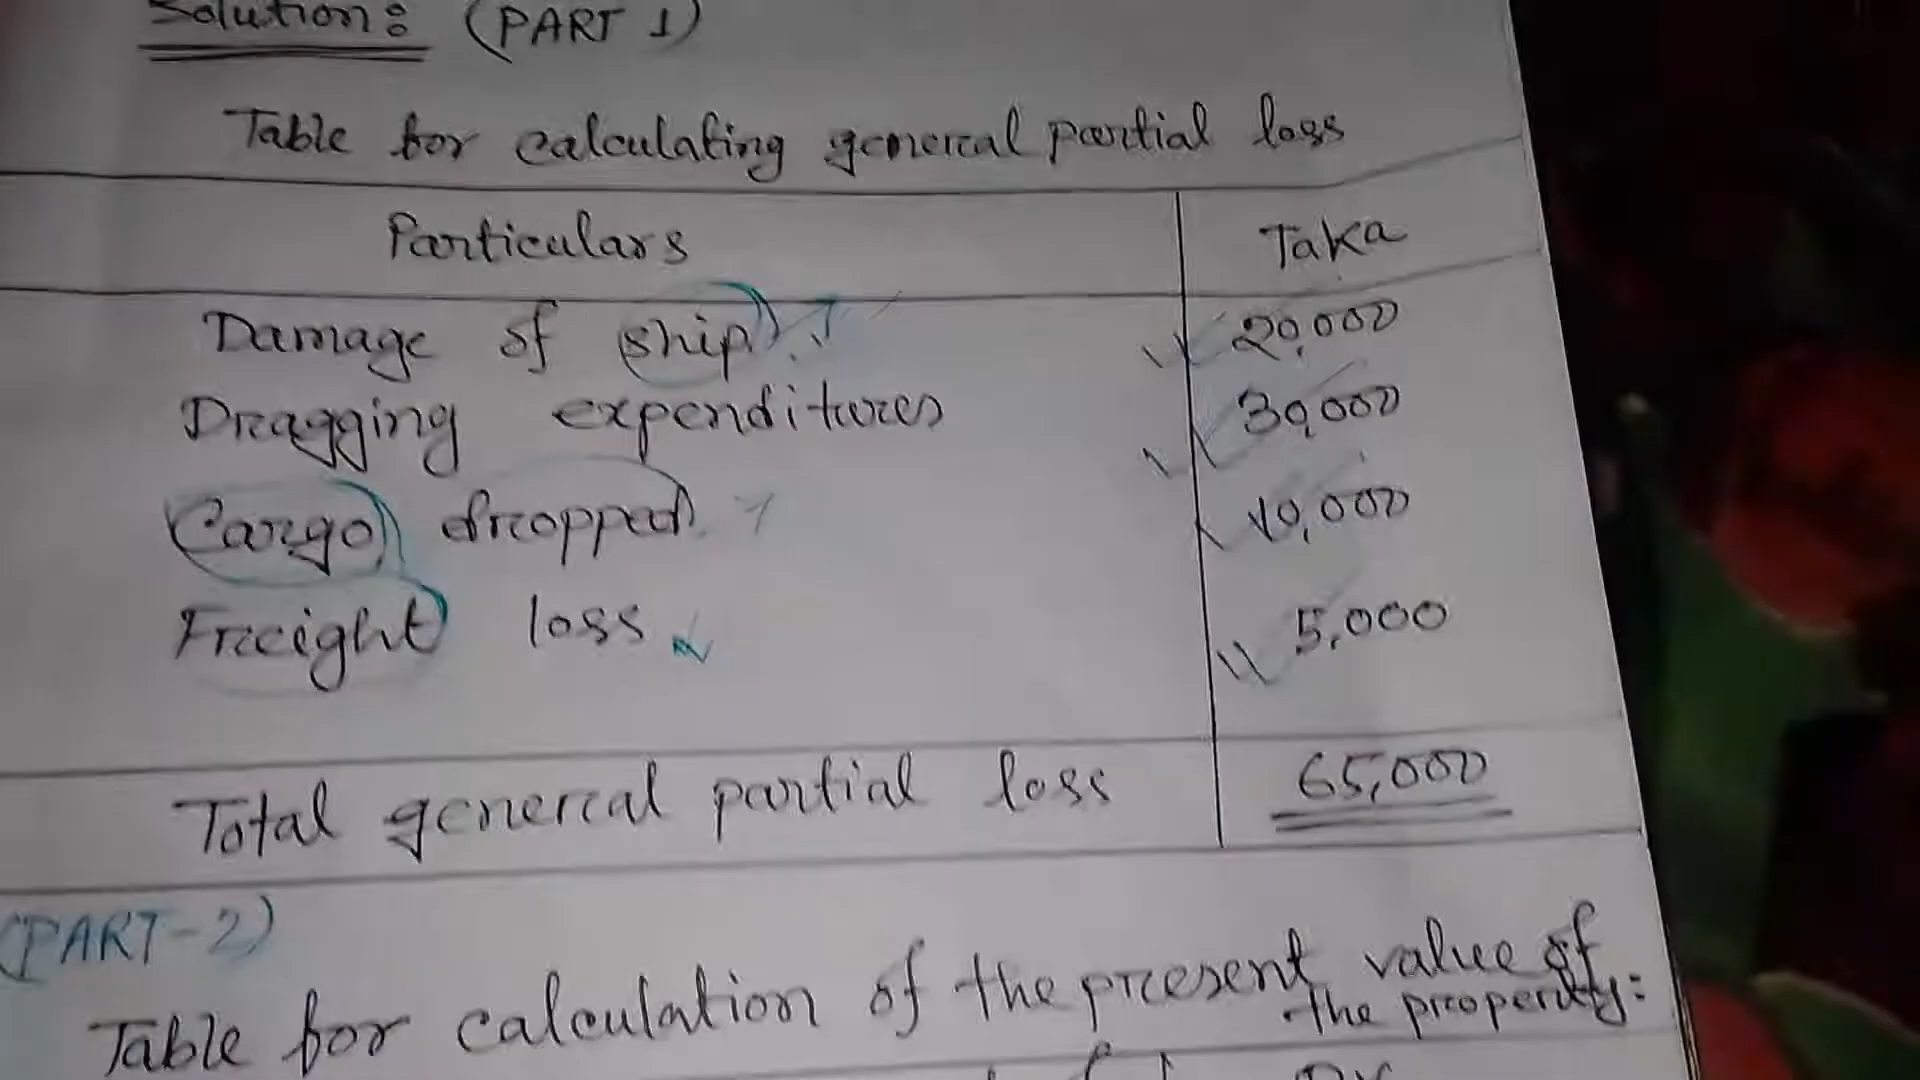 Solution: (PART 1)
Table for calculating general partial loss
Particulars Taka
Damage of ship 20,000
Dragging expenditures 30,000
Cargo dropped. 10,000
Freight loss 5,000
Total general partial loss 65,000
(PART-2)
Table for calculation of the present value of
the property: